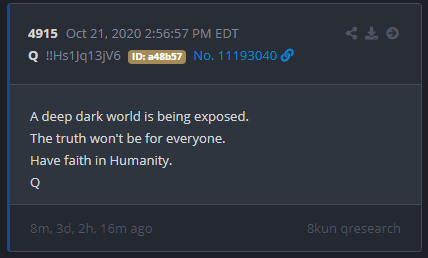 4915 Oct 21, 2020 2:56:57 PM EDT
Q !!Hs1Jq13jV6 ID: a48b57 No. 11193040
A deep dark world is being exposed.
The truth won't be for everyone.
Have faith in Humanity.
Q
8m, 3d, 2h, 16m ago 8kun qresearch